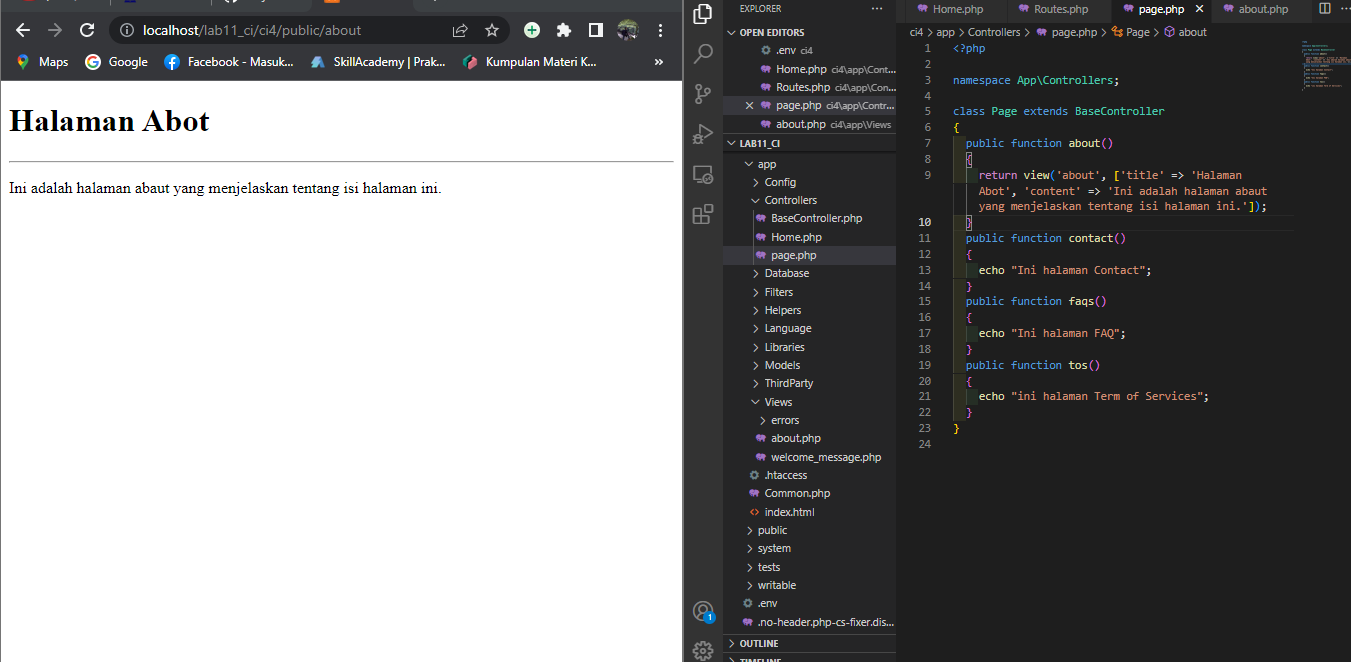 localhost/lab11_ci/ci4/public/about
Maps
Google
Facebook - Masuk...
SkillAcademy | Prak...
Kumpulan Materi K...
»
Halaman Abot
Ini adalah halaman abaut yang menjelaskan tentang isi halaman ini.
1
EXPLORER
...
OPEN EDITORS
.env ci4
Home.php ci4\app\Cont...
Routes.php ci4\app\Con...
page.php ci4\app\Contr...
about.php ci4\app\Views
LAB11_CI
app
Config
Controllers
BaseController.php
Home.php
page.php
Database
Filters
Helpers
Language
Libraries
Models
ThirdParty
Views
errors
about.php
welcome_message.php
.htaccess
Common.php
index.html
public
system
tests
writable
.env
.no-header.php-cs-fixer.dis...
OUTLINE
TIMELINE
Home.php
Routes.php
page.php
about.php
ci4 > app > Controllers > page.php > Page > about
1 <?php
2
3 namespace App\Controllers;
4
5 class Page extends BaseController
6 {
7 public function about()
8 {
9 return view('about', ['title' => 'Halaman
Abot', 'content' => 'Ini adalah halaman abaut
yang menjelaskan tentang isi halaman ini.']);
10 }
11 public function contact()
12 {
13 echo "Ini halaman Contact";
14 }
15 public function faqs()
16 {
17 echo "Ini halaman FAQ";
18 }
19 public function tos()
20 {
21 echo "ini halaman Term of Services";
22 }
23 }
24